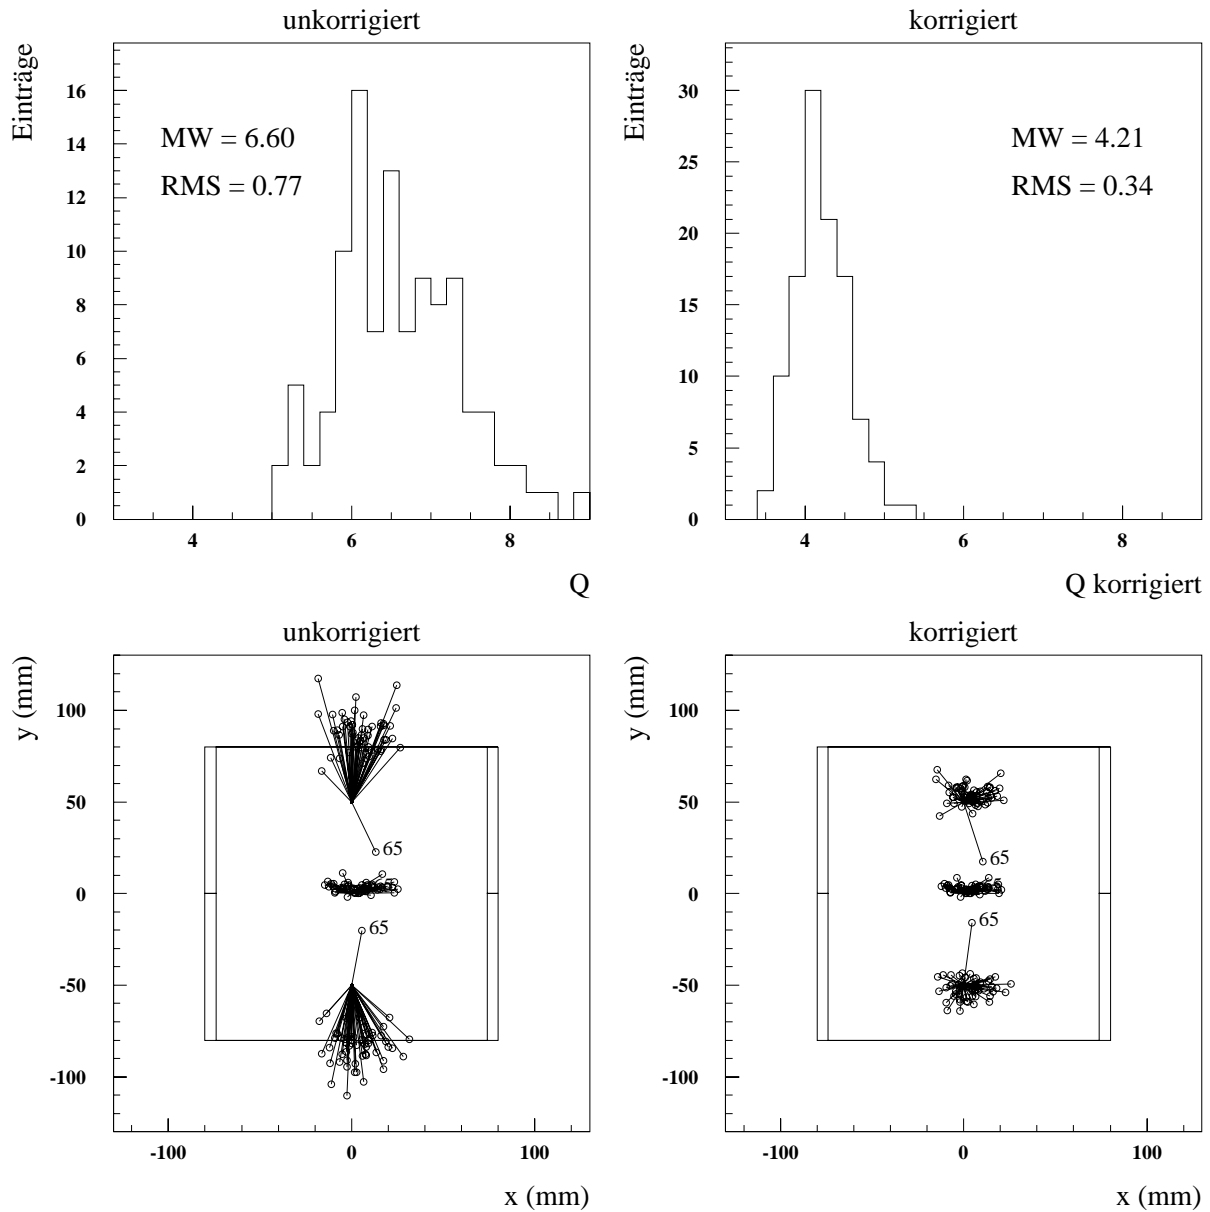 unkorrigiert
Einträge
16
14
12
10
8
6
4
2
0
MW = 6.60
RMS = 0.77
4 6 8
Q
korrigiert
Einträge
30
25
20
15
10
5
0
MW = 4.21
RMS = 0.34
4 6 8
Q korrigiert
unkorrigiert
y (mm)
100
50
0
-50
-100
65
65
-100 0 100
x (mm)
korrigiert
y (mm)
100
50
0
-50
-100
65
65
-100 0 100
x (mm)